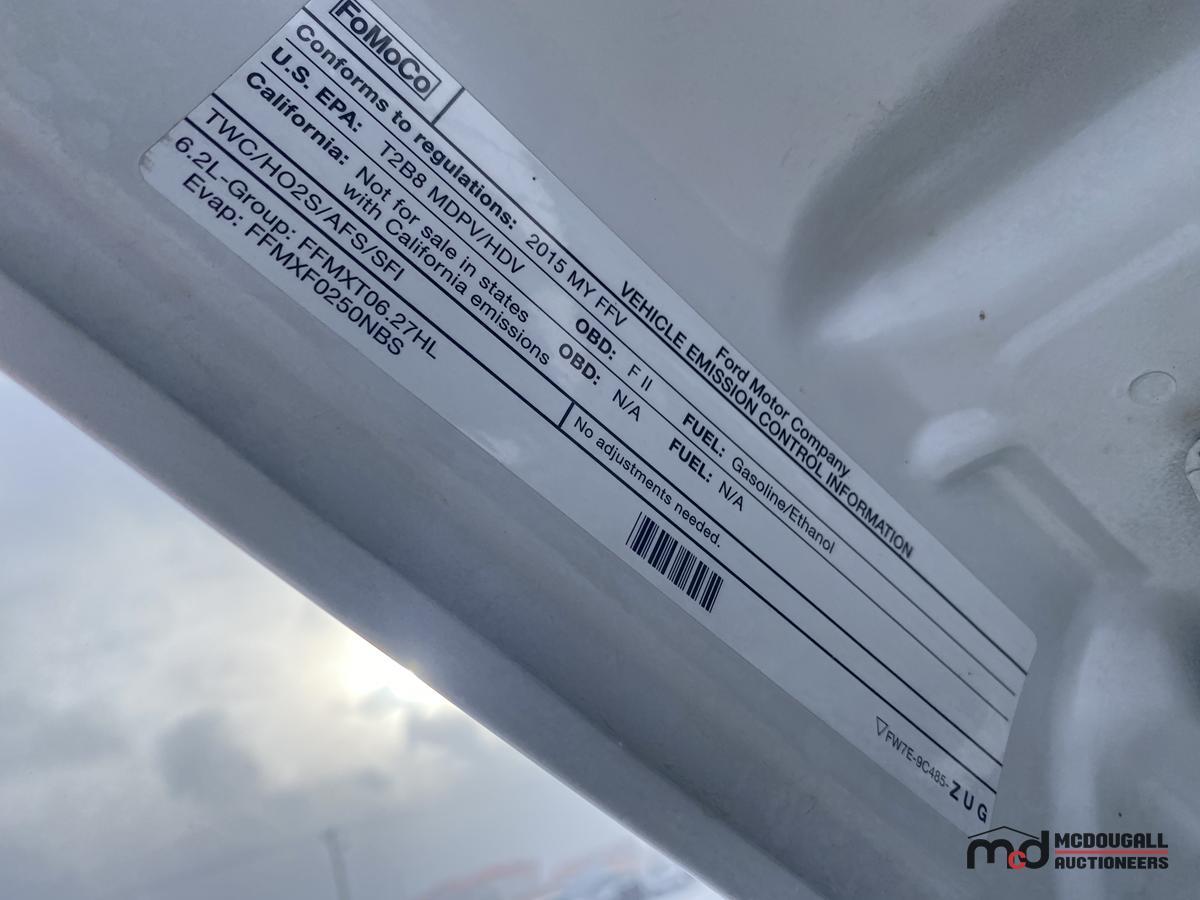 FoMoCo
Ford Motor Company
VEHICLE EMISSION CONTROL INFORMATION
Conforms to regulations: 2015 MY FFV
U.S. EPA: T2B8 MDPV/HDV OBD: F II FUEL: Gasoline/Ethanol
California: Not for sale in states OBD: N/A FUEL: N/A
with California emissions
TWC/HO2S/AFS/SFI No adjustments needed.
6.2L-Group: FFMXT06.27HL
Evap: FFMXF0250NBS
FW7E-9C485-ZUG
mcd MCDOUGALL
AUCTIONEERS